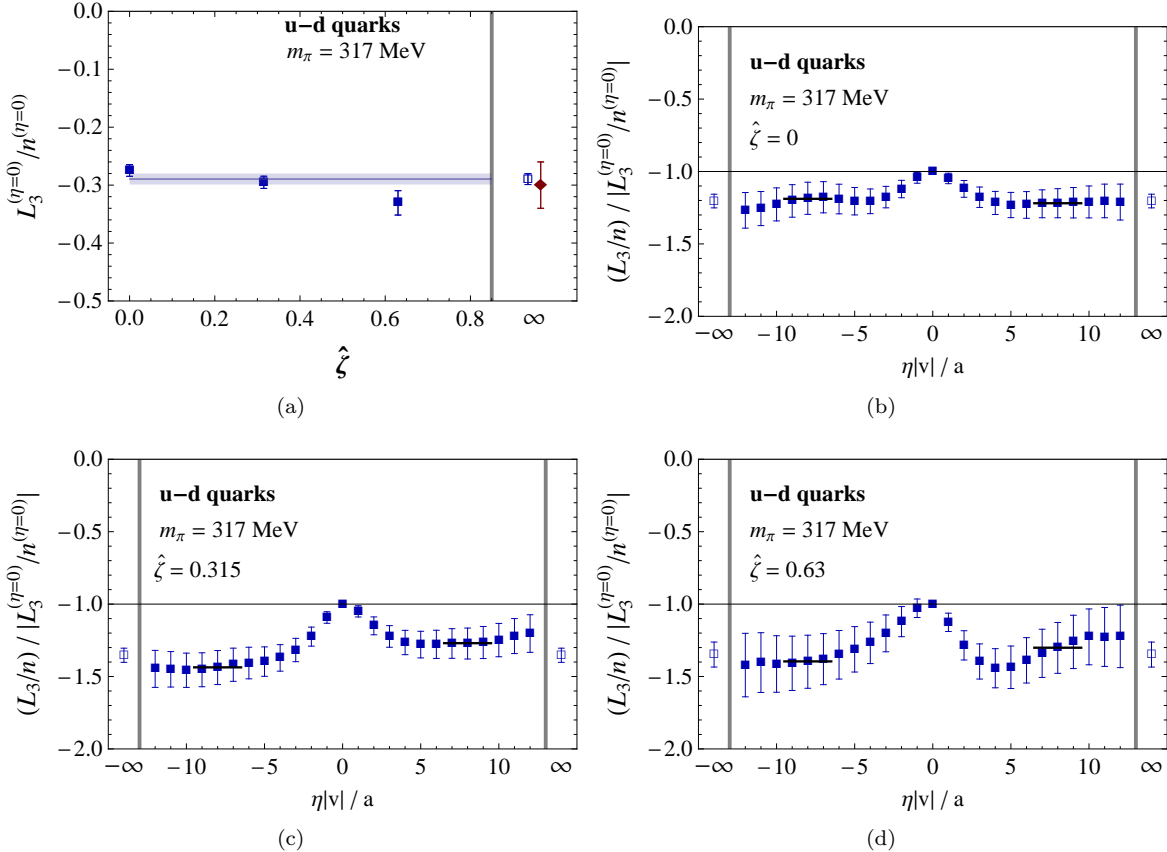 u−d quarks
m_π = 317 MeV
L_3^(η=0)/n^(η=0)
0.0
−0.1
−0.2
−0.3
−0.4
−0.5
0.0 0.2 0.4 0.6 0.8 ∞
ζ̂
(a)
u−d quarks
m_π = 317 MeV
ζ̂ = 0
(L_3/n) / |L_3^(η=0)/n^(η=0)|
0.0
−0.5
−1.0
−1.5
−2.0
−∞ −10 −5 0 5 10 ∞
η|v| / a
(b)
u−d quarks
m_π = 317 MeV
ζ̂ = 0.315
(L_3/n) / |L_3^(η=0)/n^(η=0)|
0.0
−0.5
−1.0
−1.5
−2.0
−∞ −10 −5 0 5 10 ∞
η|v| / a
(c)
u−d quarks
m_π = 317 MeV
ζ̂ = 0.63
(L_3/n) / |L_3^(η=0)/n^(η=0)|
0.0
−0.5
−1.0
−1.5
−2.0
−∞ −10 −5 0 5 10 ∞
η|v| / a
(d)